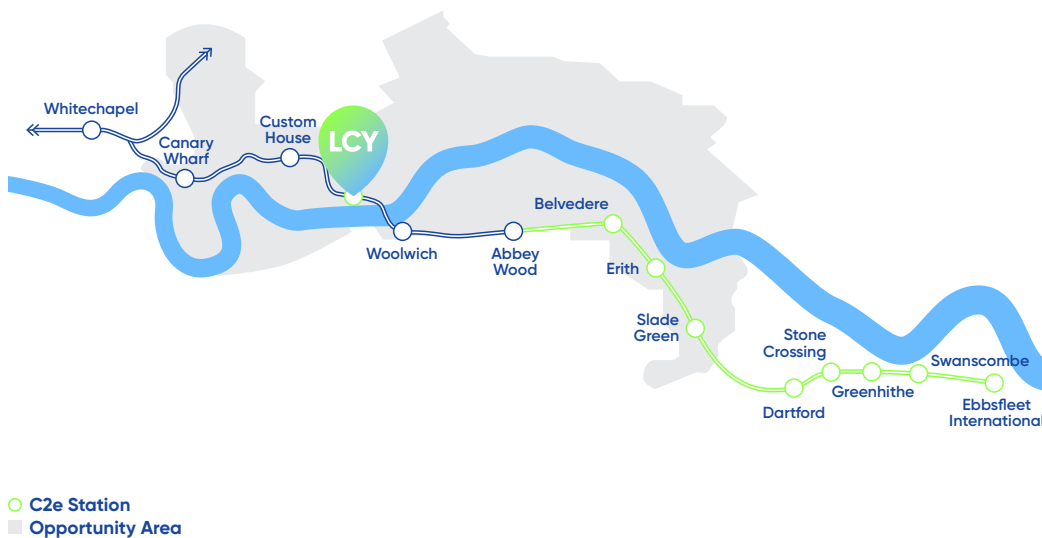 Whitechapel
Canary
Wharf
Custom
House
LCY
Woolwich
Abbey
Wood
Belvedere
Erith
Slade
Green
Dartford
Stone
Crossing
Greenhithe
Swanscombe
Ebbsfleet
International
C2e Station
Opportunity Area